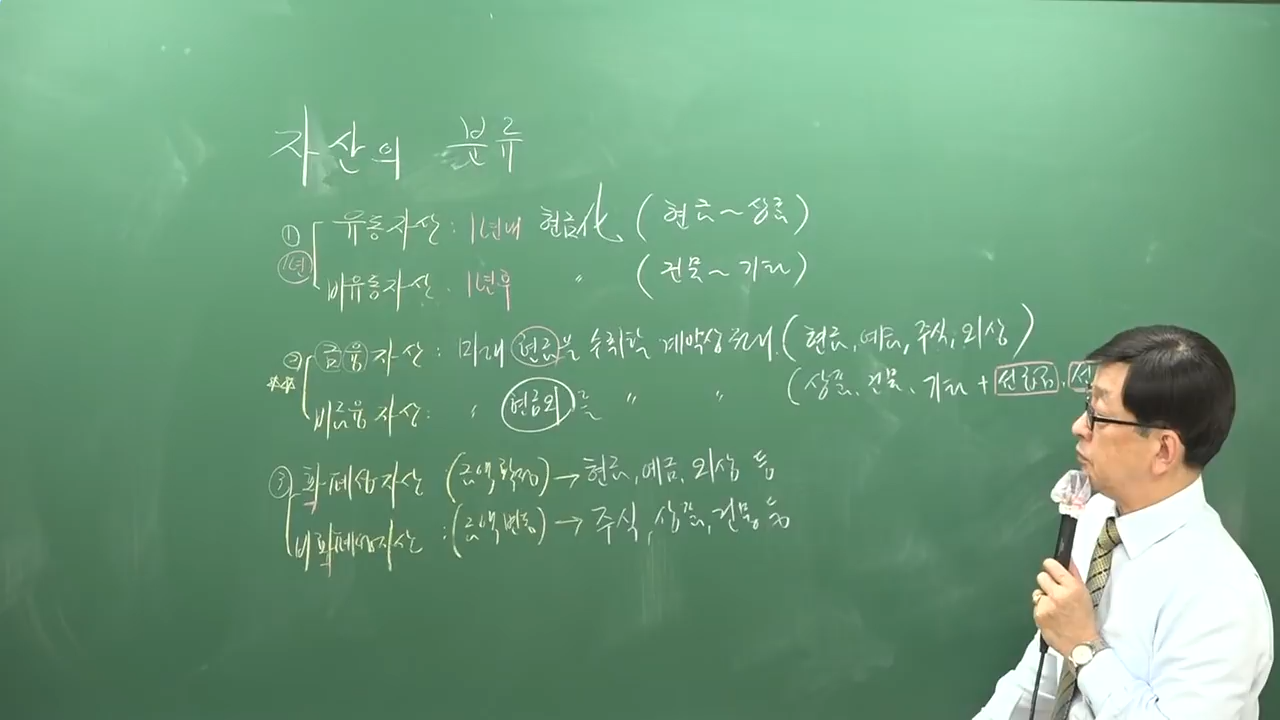 자산의 분류
① 유동자산 : 1년내 현금化 (현금~상품)
1년
비유동자산 : 1년후 〃 (건물~기타)
② 금융자산 : 미래 현금을 수취할 계약상 권리. (현금, 예금, 주식, 외상)
** 비금융자산 : 〃 현금외를 〃 〃 (상품, 건물, 기타 + 선급금, 선
③ 화폐성자산 : (금액확정) → 현금, 예금, 외상 등
비화폐성자산 : (금액변동) → 주식, 상품, 건물 등